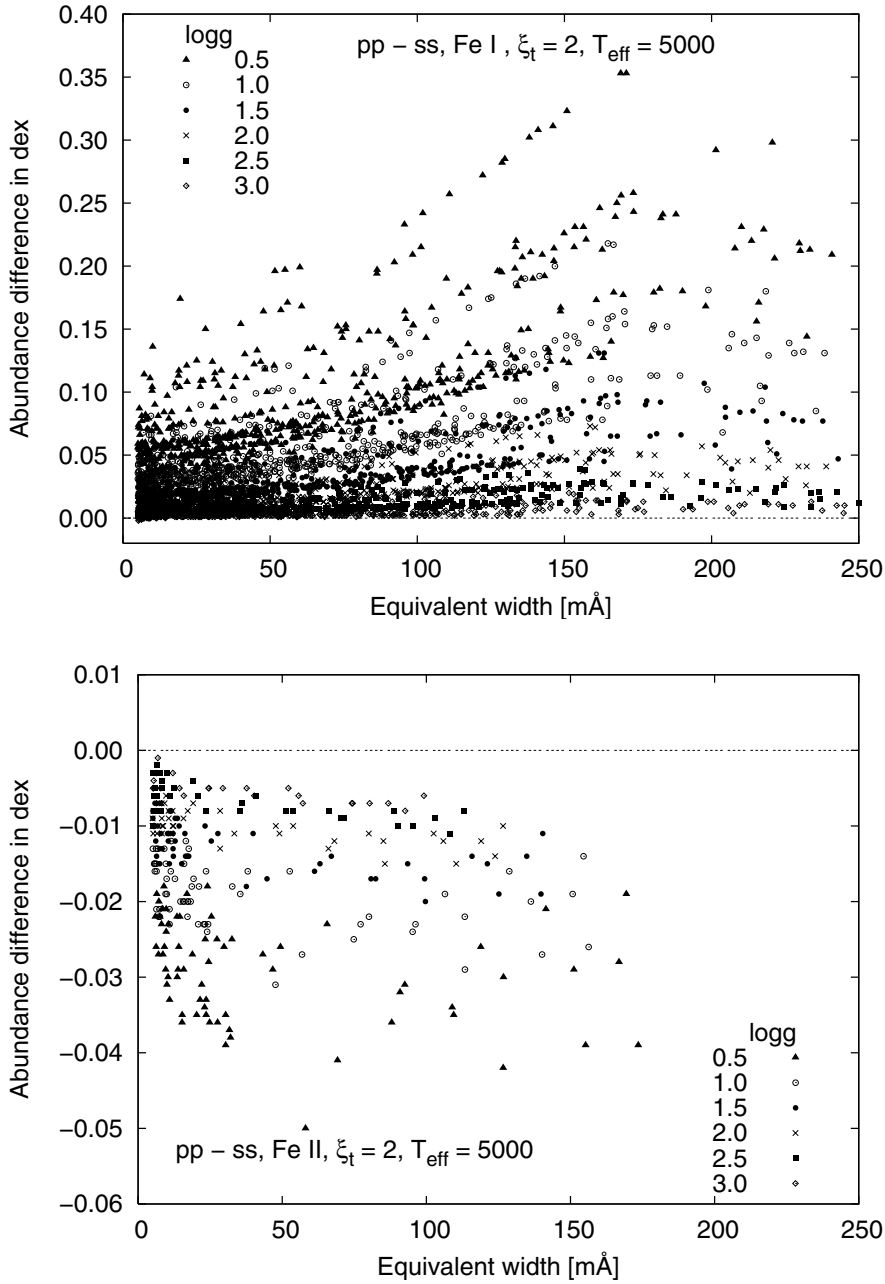 0.40
0.35
0.30
0.25
0.20
0.15
0.10
0.05
0.00
Abundance difference in dex
logg
0.5
1.0
1.5
2.0
2.5
3.0
pp − ss, Fe I , ξt = 2, Teff = 5000
0 50 100 150 200 250
Equivalent width [mÅ]
0.01
0.00
−0.01
−0.02
−0.03
−0.04
−0.05
−0.06
Abundance difference in dex
pp − ss, Fe II, ξt = 2, Teff = 5000
logg
0.5
1.0
1.5
2.0
2.5
3.0
0 50 100 150 200 250
Equivalent width [mÅ]